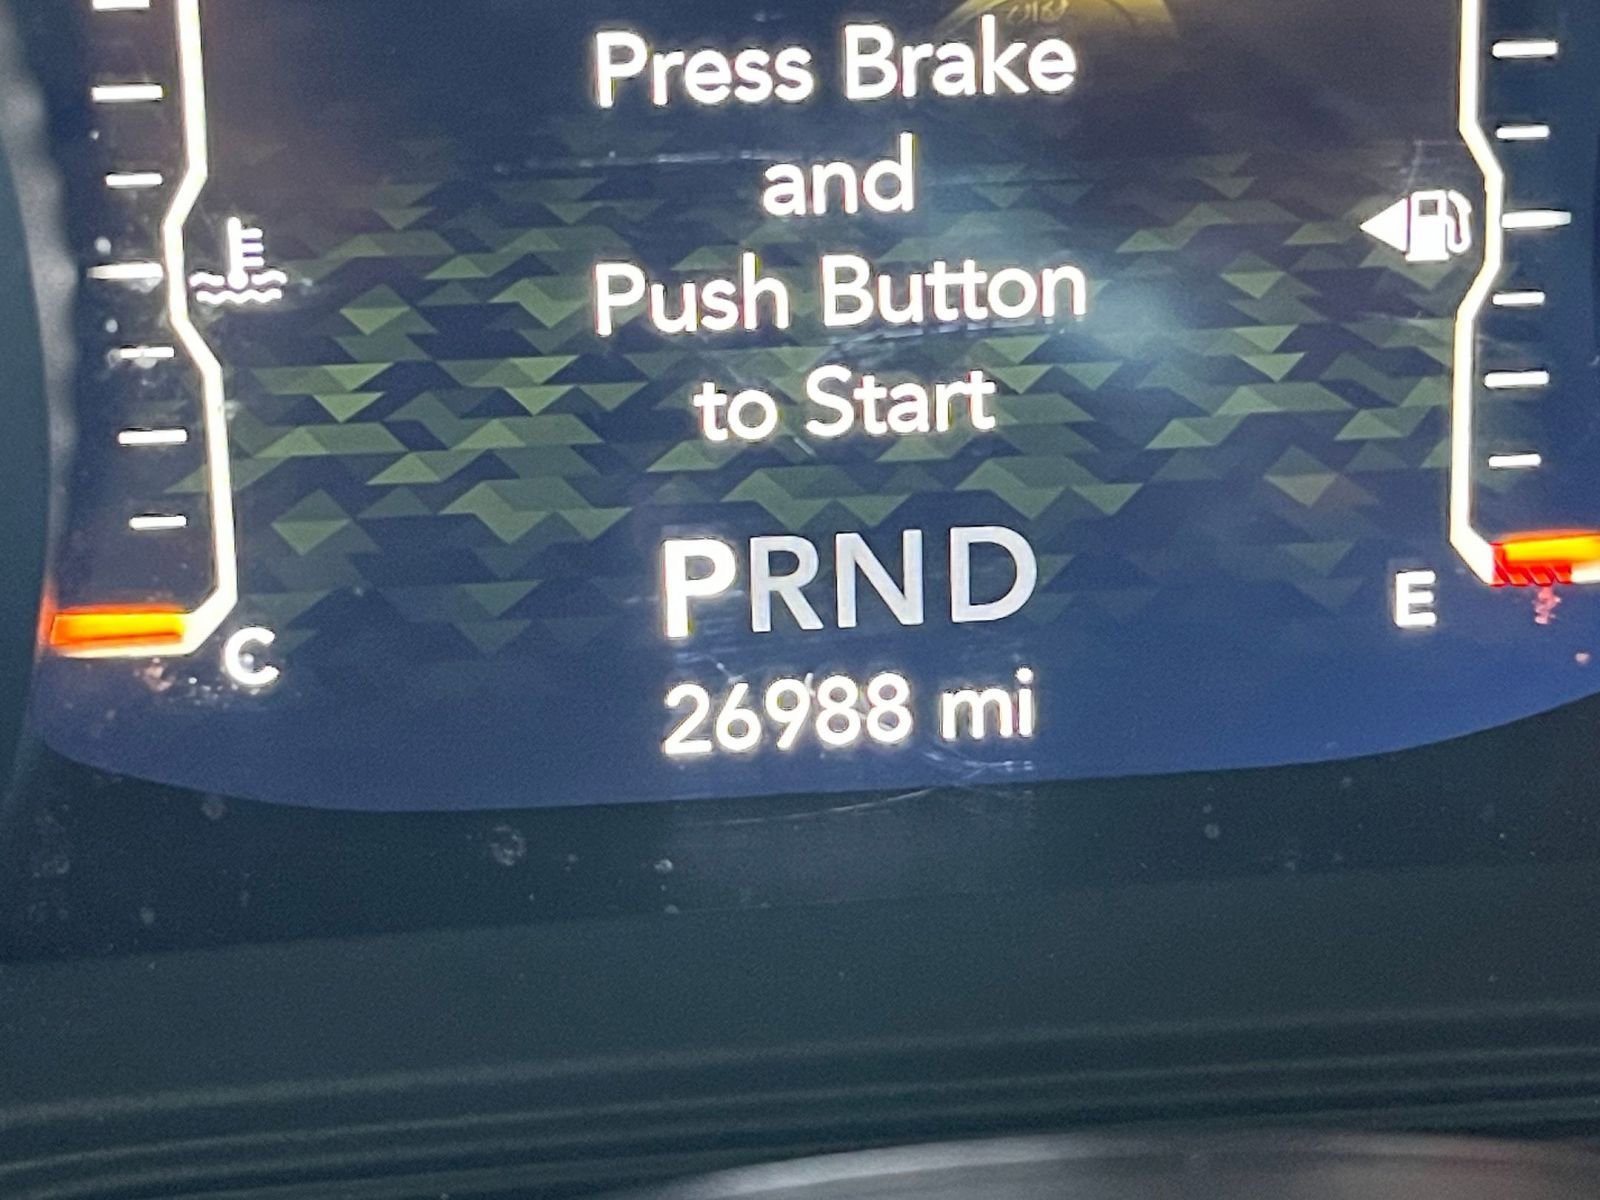 Press Brake
and
Push Button
to Start
PRND
C
E
26988 mi